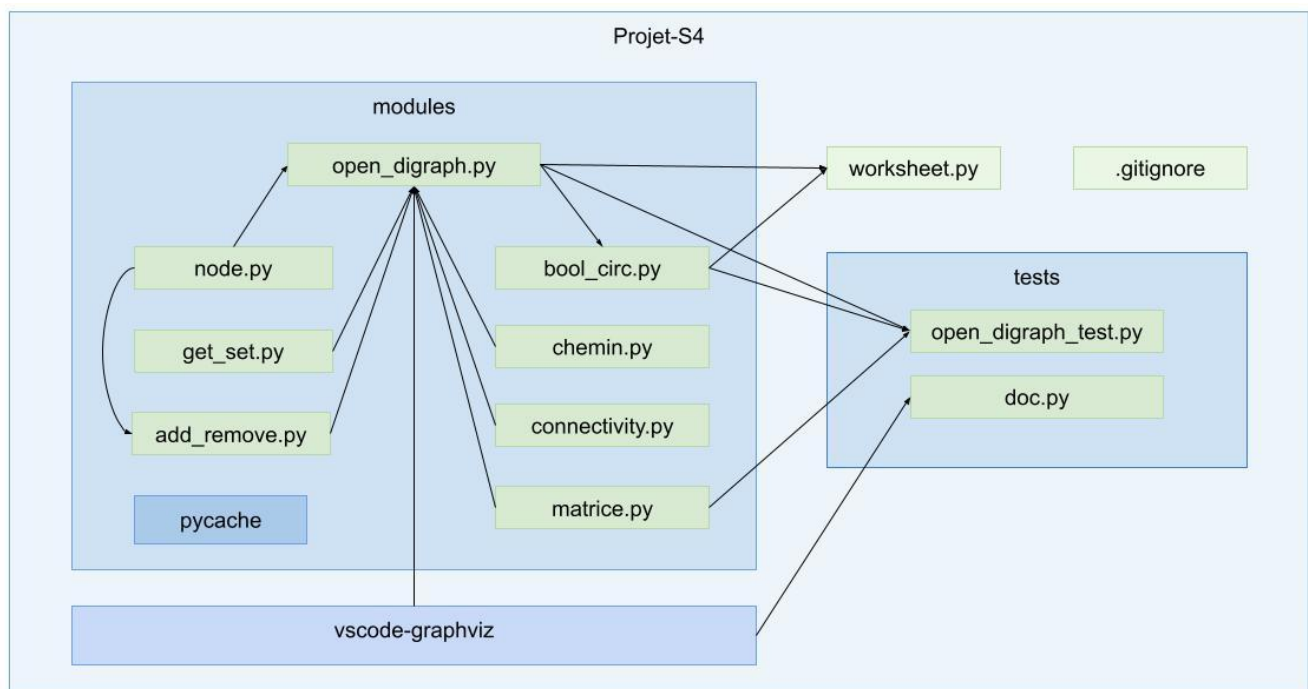 Projet-S4
modules
open_digraph.py
worksheet.py
.gitignore
node.py
bool_circ.py
tests
open_digraph_test.py
get_set.py
chemin.py
doc.py
add_remove.py
connectivity.py
matrice.py
pycache
vscode-graphviz